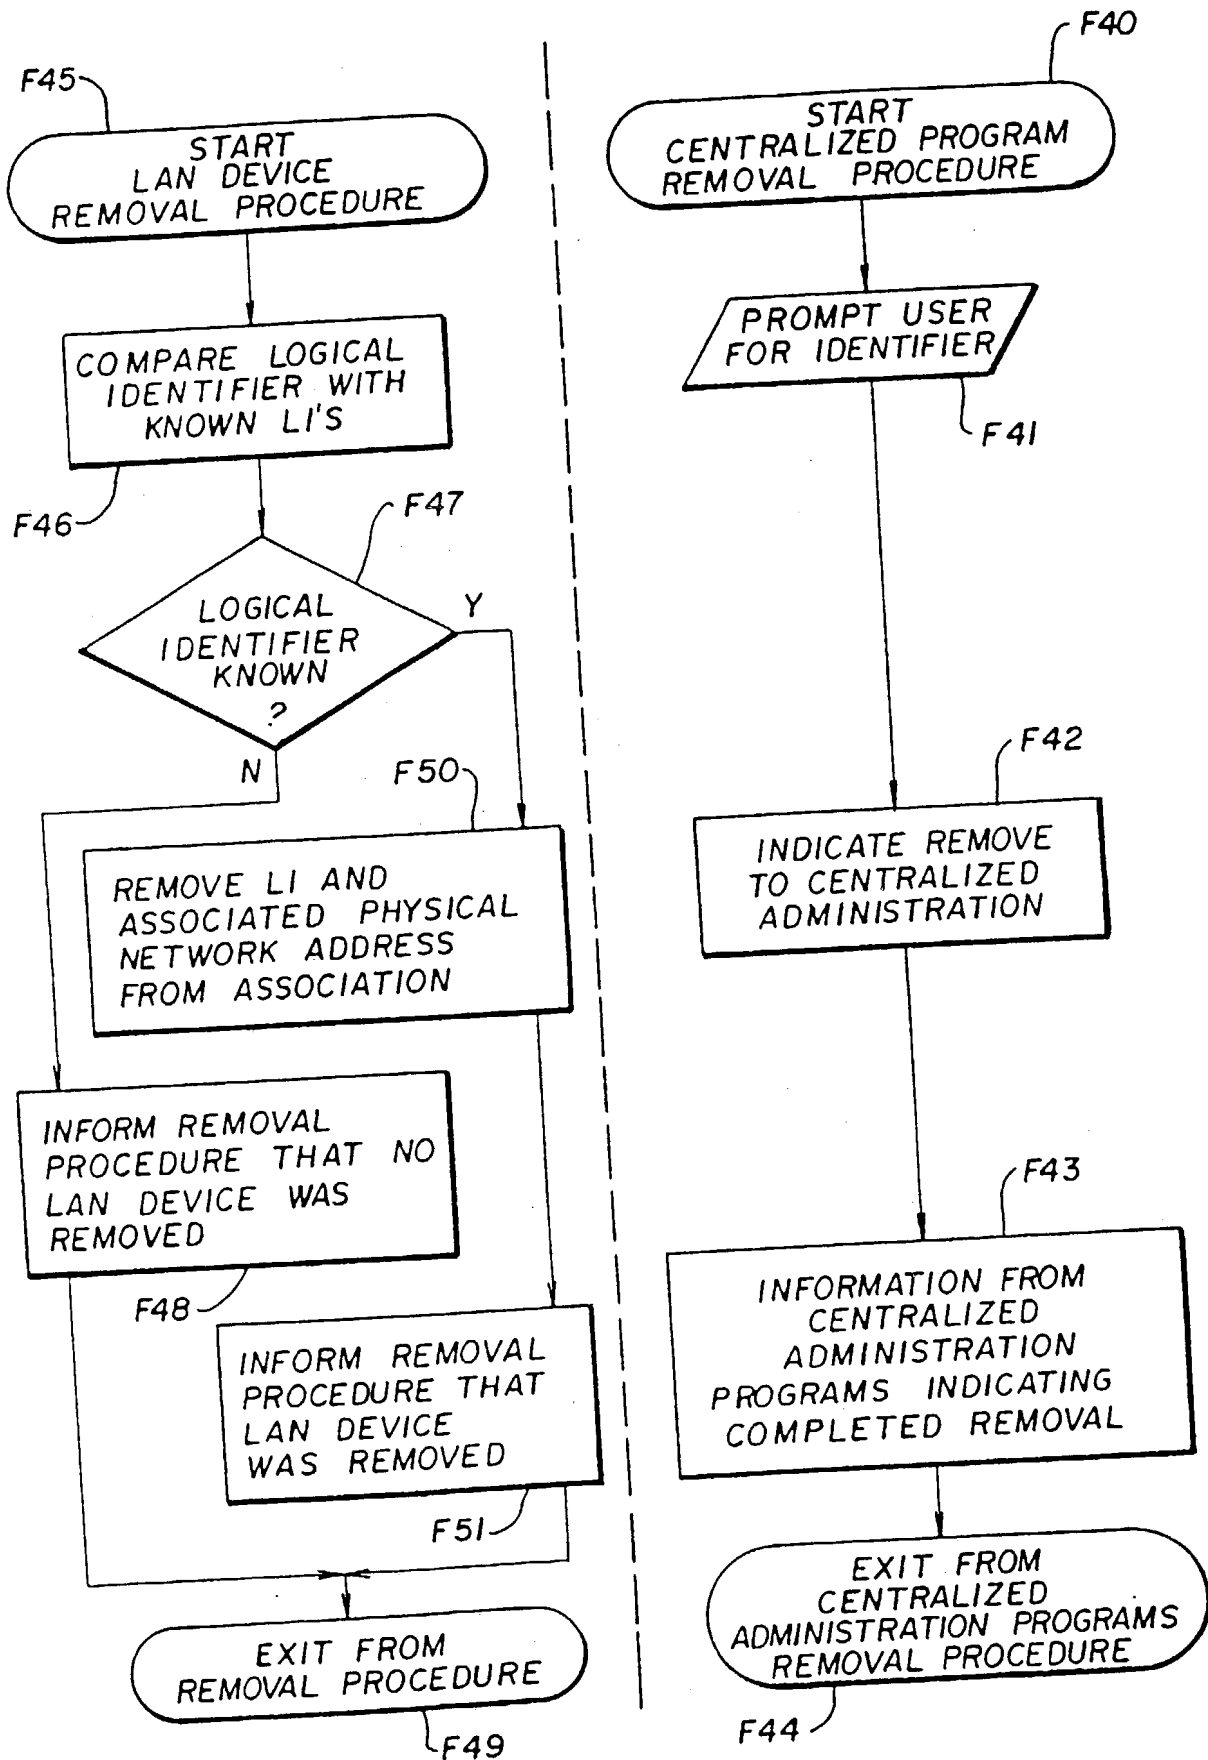 F45
START
LAN DEVICE
REMOVAL PROCEDURE
COMPARE LOGICAL
IDENTIFIER WITH
KNOWN LI'S
F46
F47
LOGICAL
IDENTIFIER
KNOWN
?
Y
N
F50
REMOVE LI AND
ASSOCIATED PHYSICAL
NETWORK ADDRESS
FROM ASSOCIATION
INFORM REMOVAL
PROCEDURE THAT NO
LAN DEVICE WAS
REMOVED
F48
INFORM REMOVAL
PROCEDURE THAT
LAN DEVICE
WAS REMOVED
F51
EXIT FROM
REMOVAL PROCEDURE
F49
F40
START
CENTRALIZED PROGRAM
REMOVAL PROCEDURE
PROMPT USER
FOR IDENTIFIER
F41
F42
INDICATE REMOVE
TO CENTRALIZED
ADMINISTRATION
F43
INFORMATION FROM
CENTRALIZED
ADMINISTRATION
PROGRAMS INDICATING
COMPLETED REMOVAL
EXIT FROM
CENTRALIZED
ADMINISTRATION PROGRAMS
REMOVAL PROCEDURE
F44